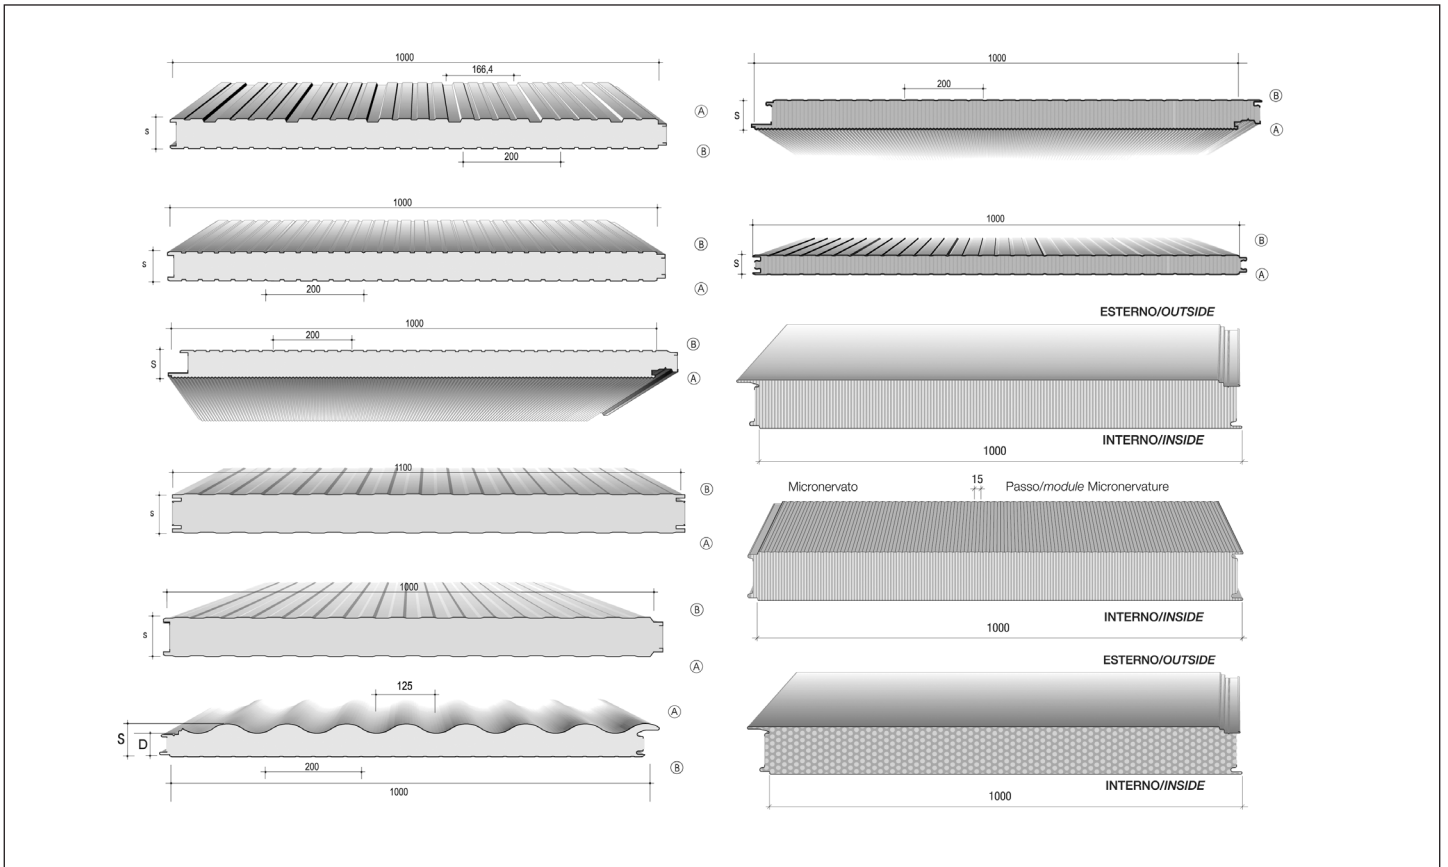 1000
166,4
Ⓐ
s
Ⓑ
200
1000
Ⓑ
s
200
Ⓐ
1000
200
Ⓑ
S
Ⓐ
1100
Ⓑ
s
Ⓐ
1000
Ⓑ
s
Ⓐ
125
Ⓐ
S
D
200
Ⓑ
1000
1000
200
Ⓑ
S
Ⓐ
1000
Ⓑ
S
Ⓐ
ESTERNO/OUTSIDE
INTERNO/INSIDE
1000
Micronervato 15 Passo/module Micronervature
INTERNO/INSIDE
1000
ESTERNO/OUTSIDE
INTERNO/INSIDE
1000